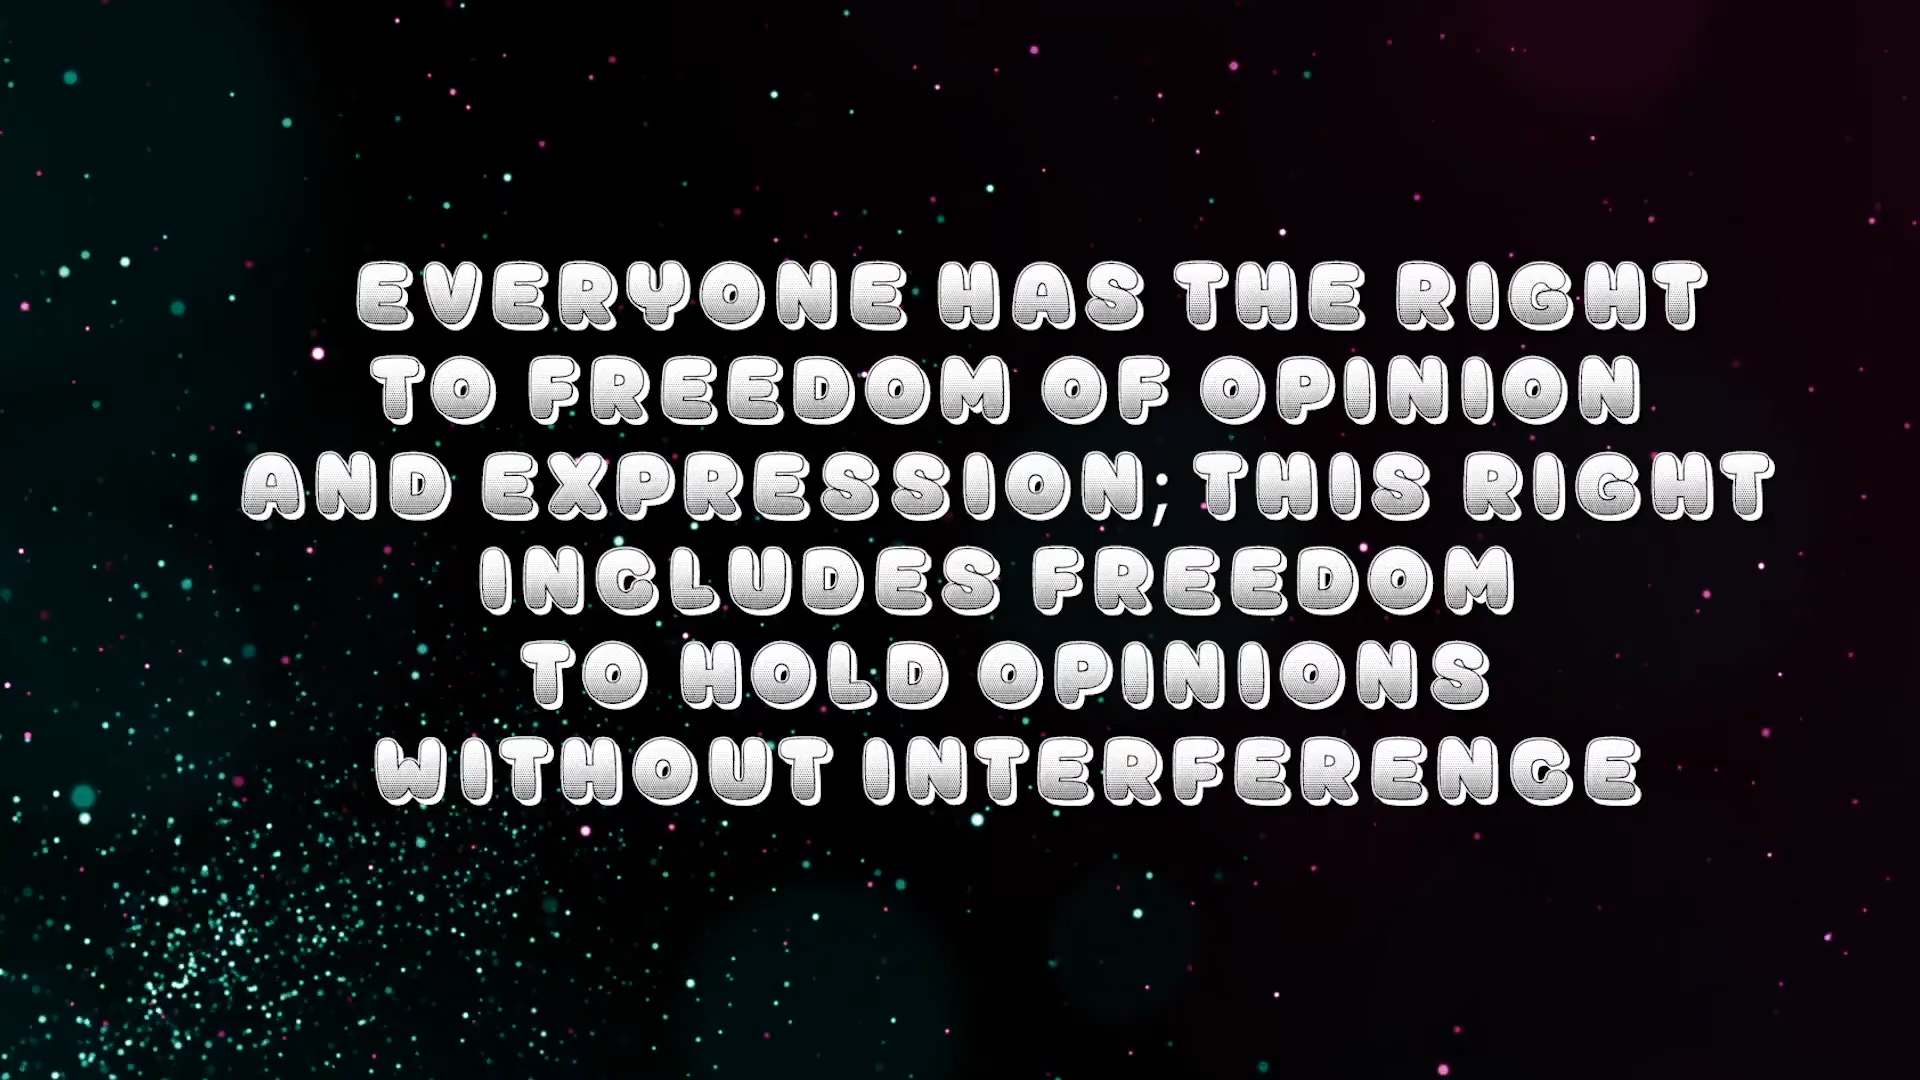 EVERYONE HAS THE RIGHT
TO FREEDOM OF OPINION
AND EXPRESSION; THIS RIGHT
INCLUDES FREEDOM
TO HOLD OPINIONS
WITHOUT INTERFERENCE